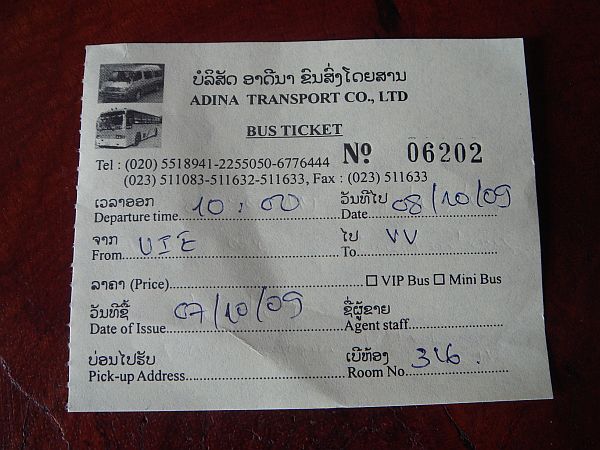 ບໍລິສັດ ອາດີນາ ຂົນສົ່ງໂດຍສານ
ADINA TRANSPORT CO., LTD
BUS TICKET
Tel : (020) 5518941-2255050-6776444 Nº 06202
(023) 511083-511632-511633, Fax : (023) 511633
ເວລາອອກ ວັນທີໄປ
Departure time 10:00 Date 08/10/09
ຈາກ ໄປ
From VTE To VV
ລາຄາ (Price) ☐ VIP Bus ☐ Mini Bus
ວັນທີຊື້ ຊື່ຜູ້ຂາຍ
Date of Issue 07/10/09 Agent staff
ບ່ອນໄປຮັບ ເບີຫ້ອງ
Pick-up Address Room No 346